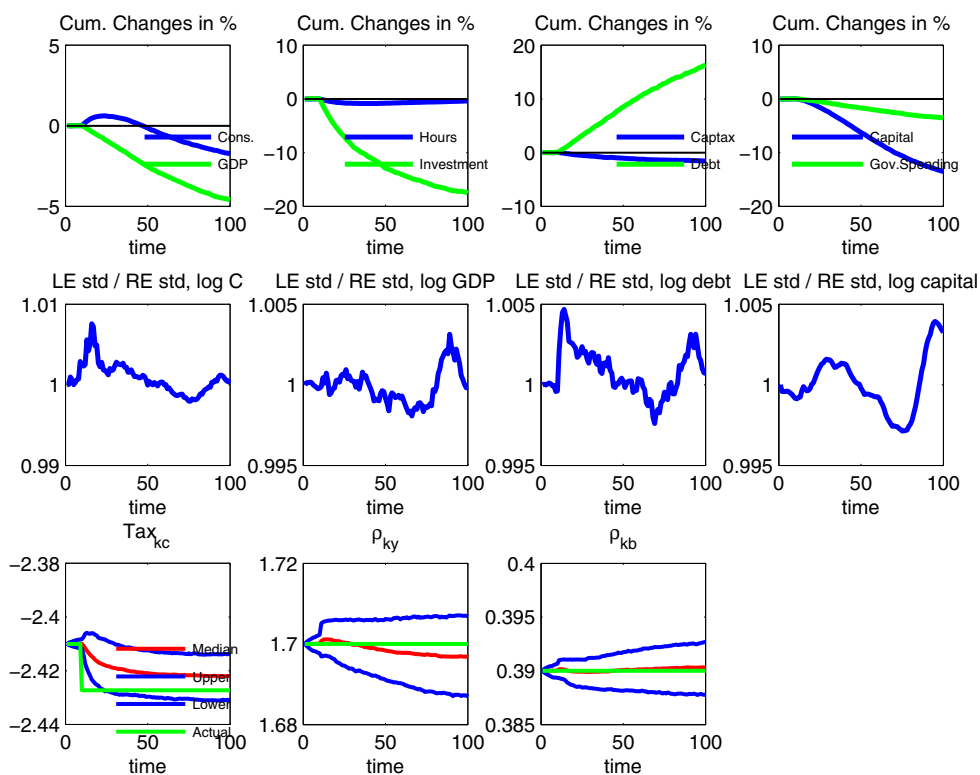 Cum. Changes in % Cum. Changes in % Cum. Changes in % Cum. Changes in %
5 10 20 10
0 0 10 0
Cons. Hours Captax Capital
GDP Investment Debt Gov.Spending
−10 0 −10
−5 −20 −10 −20
0 50 100 0 50 100 0 50 100 0 50 100
time time time time
LE std / RE std, log C LE std / RE std, log GDP LE std / RE std, log debt LE std / RE std, log capital
1.01 1.005 1.005 1.005
1 1 1 1
0.99 0.995 0.995 0.995
0 50 100 0 50 100 0 50 100 0 50 100
time time time time
Tax_kc ρ_ky ρ_kb
−2.38 1.72 0.4
−2.4 0.395
Median 1.7
−2.42 Upper 0.39
Lower
−2.44 Actual 1.68 0.385
0 50 100 0 50 100 0 50 100
time time time